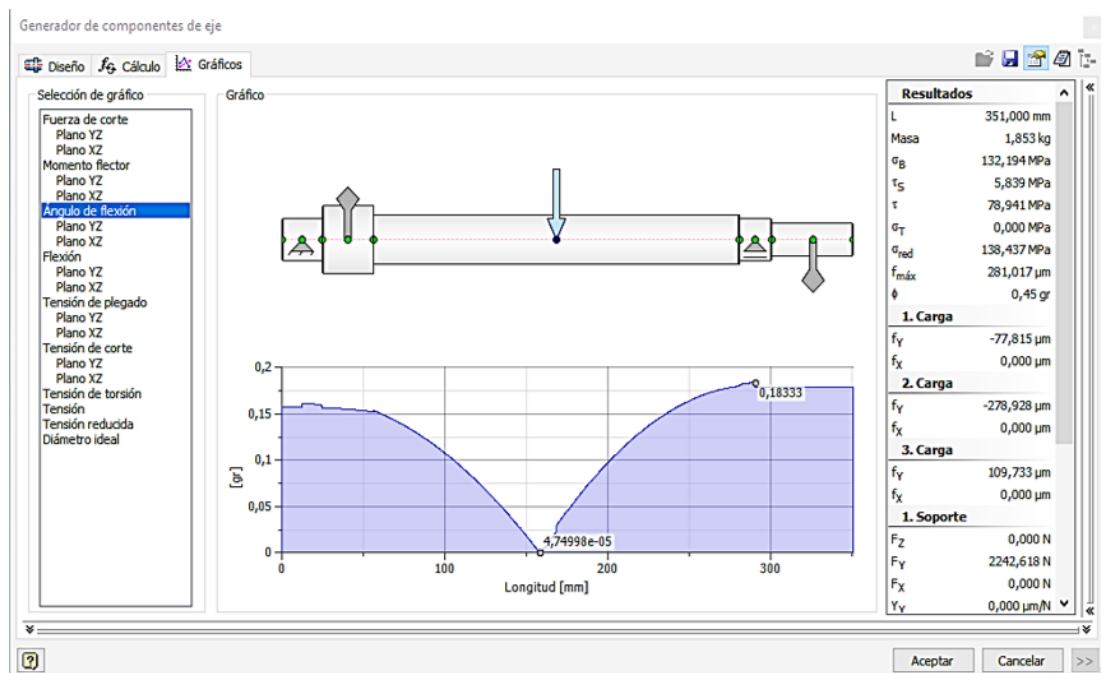 Generador de componentes de eje
Diseño
Cálculo
Gráficos
Selección de gráfico
Fuerza de corte
Plano YZ
Plano XZ
Momento flector
Plano YZ
Plano XZ
Ángulo de flexión
Plano YZ
Plano XZ
Flexión
Plano YZ
Plano XZ
Tensión de plegado
Plano YZ
Plano XZ
Tensión de corte
Plano YZ
Plano XZ
Tensión de torsión
Tensión
Tensión reducida
Diámetro ideal
Gráfico
0,2
0,15
0,1
0,05
0
[gr]
0,18333
4,74998e-05
0 100 200 300
Longitud [mm]
Resultados
L 351,000 mm
Masa 1,853 kg
σB 132,194 MPa
τS 5,839 MPa
τ 78,941 MPa
σT 0,000 MPa
σred 138,437 MPa
fmáx 281,017 µm
ϕ 0,45 gr
1. Carga
fY -77,815 µm
fX 0,000 µm
2. Carga
fY -278,928 µm
fX 0,000 µm
3. Carga
fY 109,733 µm
fX 0,000 µm
1. Soporte
FZ 0,000 N
FY 2242,618 N
FX 0,000 N
YY 0,000 µm/N
Aceptar
Cancelar
>>